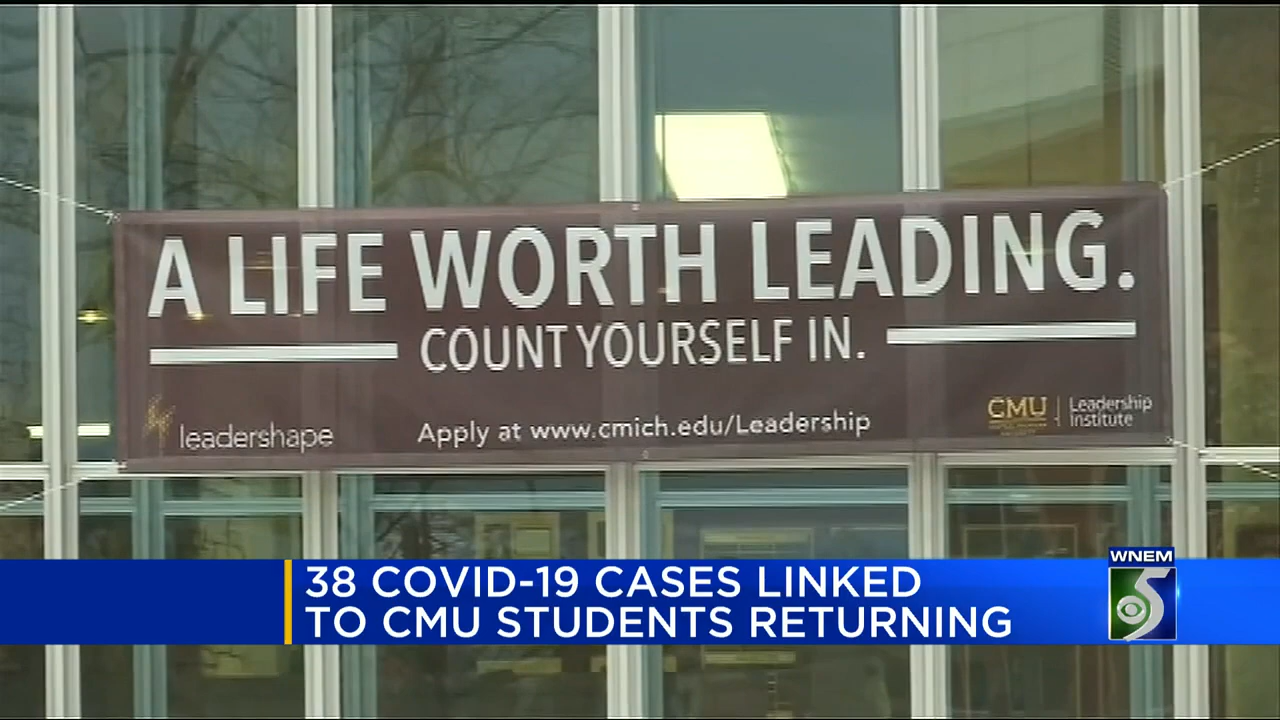 A LIFE WORTH LEADING.
COUNT YOURSELF IN.
leadershape
Apply at www.cmich.edu/Leadership
CMU
Leadership
Institute
38 COVID-19 CASES LINKED
TO CMU STUDENTS RETURNING
WNEM
5